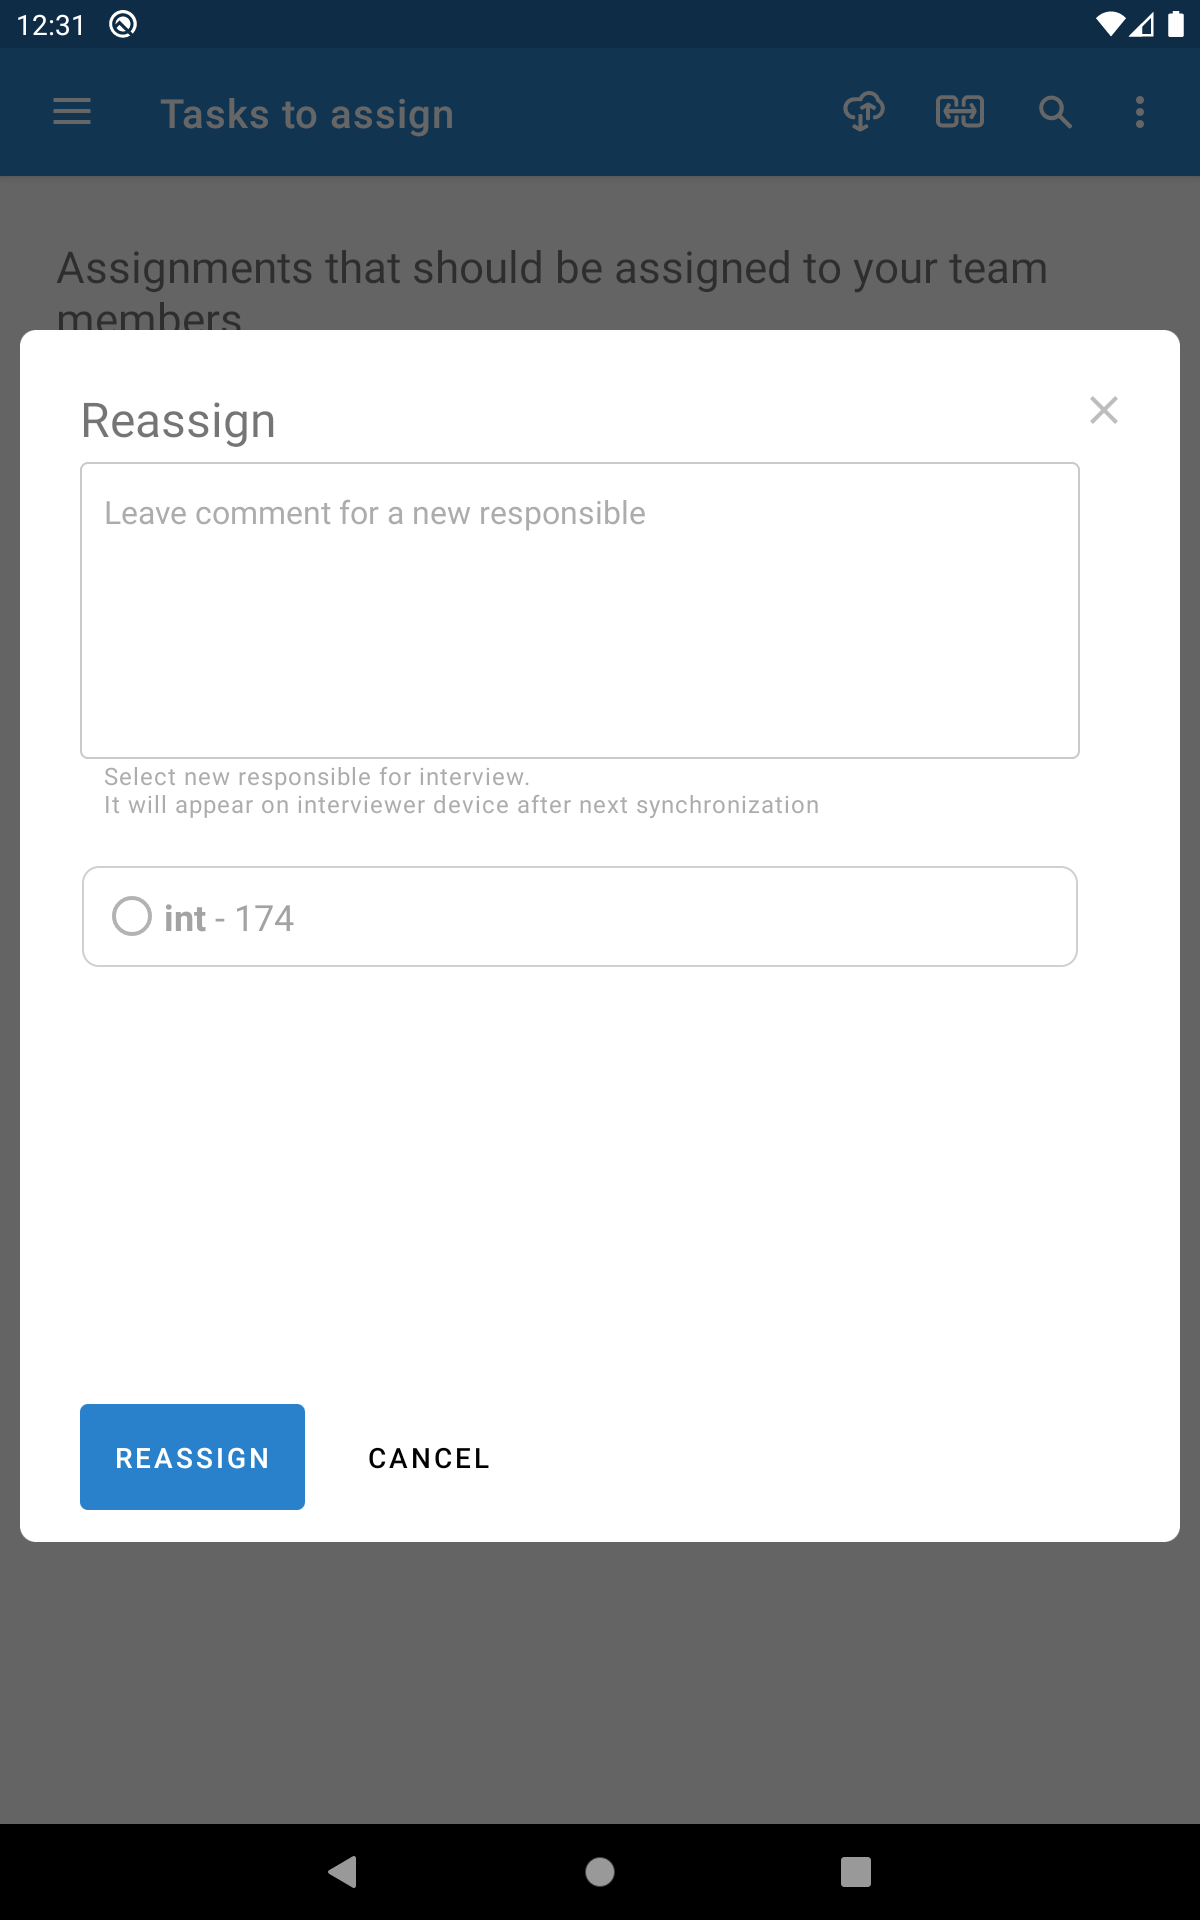 12:31
Tasks to assign
Assignments that should be assigned to your team
members
Reassign
Leave comment for a new responsible
Select new responsible for interview.
It will appear on interviewer device after next synchronization
int - 174
REASSIGN CANCEL